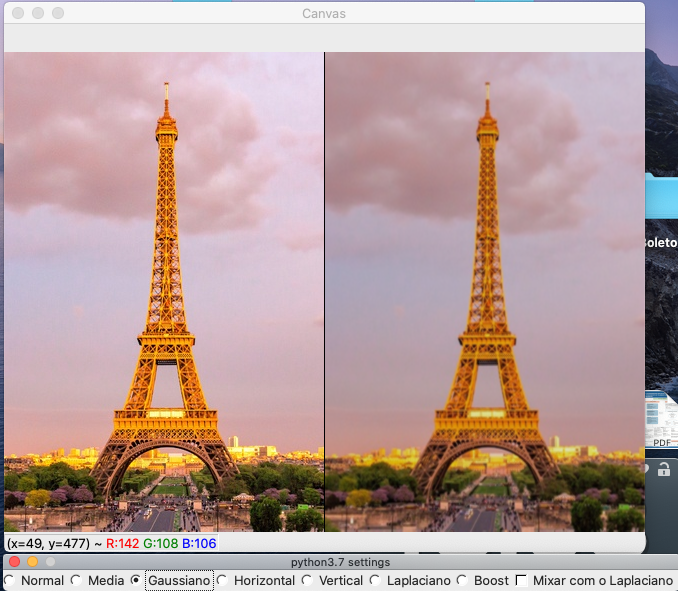 Canvas
PDF
(x=49, y=477) ~ R:142 G:108 B:106
python3.7 settings
Normal Media Gaussiano Horizontal Vertical Laplaciano Boost Mixar com o Laplaciano